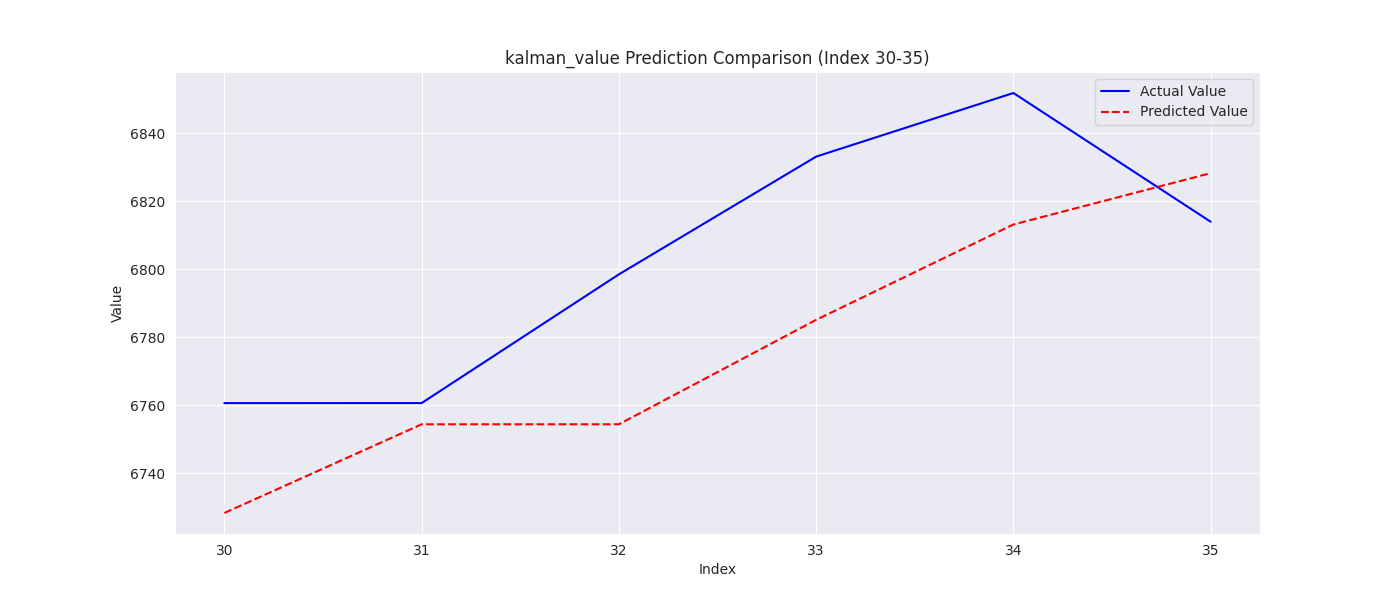 kalman_value Prediction Comparison (Index 30-35)
Actual Value
Predicted Value
6840
6820
6800
6780
6760
6740
Value
30 31 32 33 34 35
Index